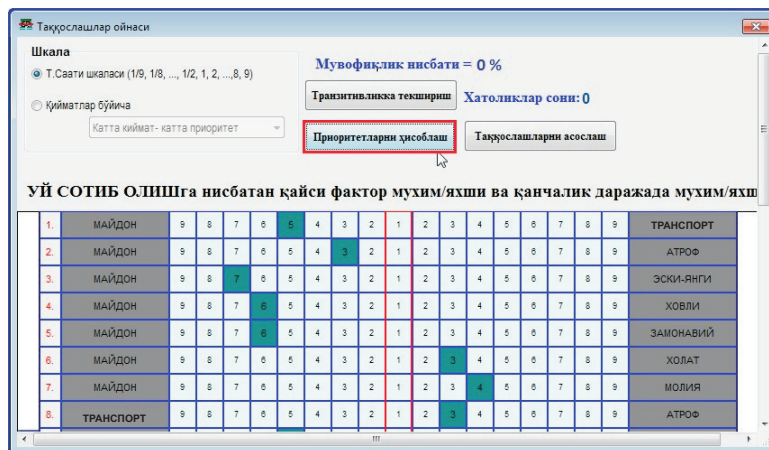 Таққослашлар ойнаси
Шкала
Т.Саати шкаласи (1/9, 1/8, ..., 1/2, 1, 2, ...,8, 9)
Қийматлар бўйича
Катта киймат- катта приоритет
Мувофиқлик нисбати = 0 %
Транзитивликка текшириш Хатоликлар сони: 0
Приоритетларни ҳисоблаш Таққослашларни асослаш
УЙ СОТИБ ОЛИШга нисбатан қайси фактор мухим/яхши ва қанчалик даражада мухим/яхш
1. МАЙДОН 9 8 7 6 5 4 3 2 1 2 3 4 5 6 7 8 9 ТРАНСПОРТ
2. МАЙДОН 9 8 7 6 5 4 3 2 1 2 3 4 5 6 7 8 9 АТРОФ
3. МАЙДОН 9 8 7 6 5 4 3 2 1 2 3 4 5 6 7 8 9 ЭСКИ-ЯНГИ
4. МАЙДОН 9 8 7 6 5 4 3 2 1 2 3 4 5 6 7 8 9 ХОВЛИ
5. МАЙДОН 9 8 7 6 5 4 3 2 1 2 3 4 5 6 7 8 9 ЗАМОНАВИЙ
6. МАЙДОН 9 8 7 6 5 4 3 2 1 2 3 4 5 6 7 8 9 ХОЛАТ
7. МАЙДОН 9 8 7 6 5 4 3 2 1 2 3 4 5 6 7 8 9 МОЛИЯ
8. ТРАНСПОРТ 9 8 7 6 5 4 3 2 1 2 3 4 5 6 7 8 9 АТРОФ